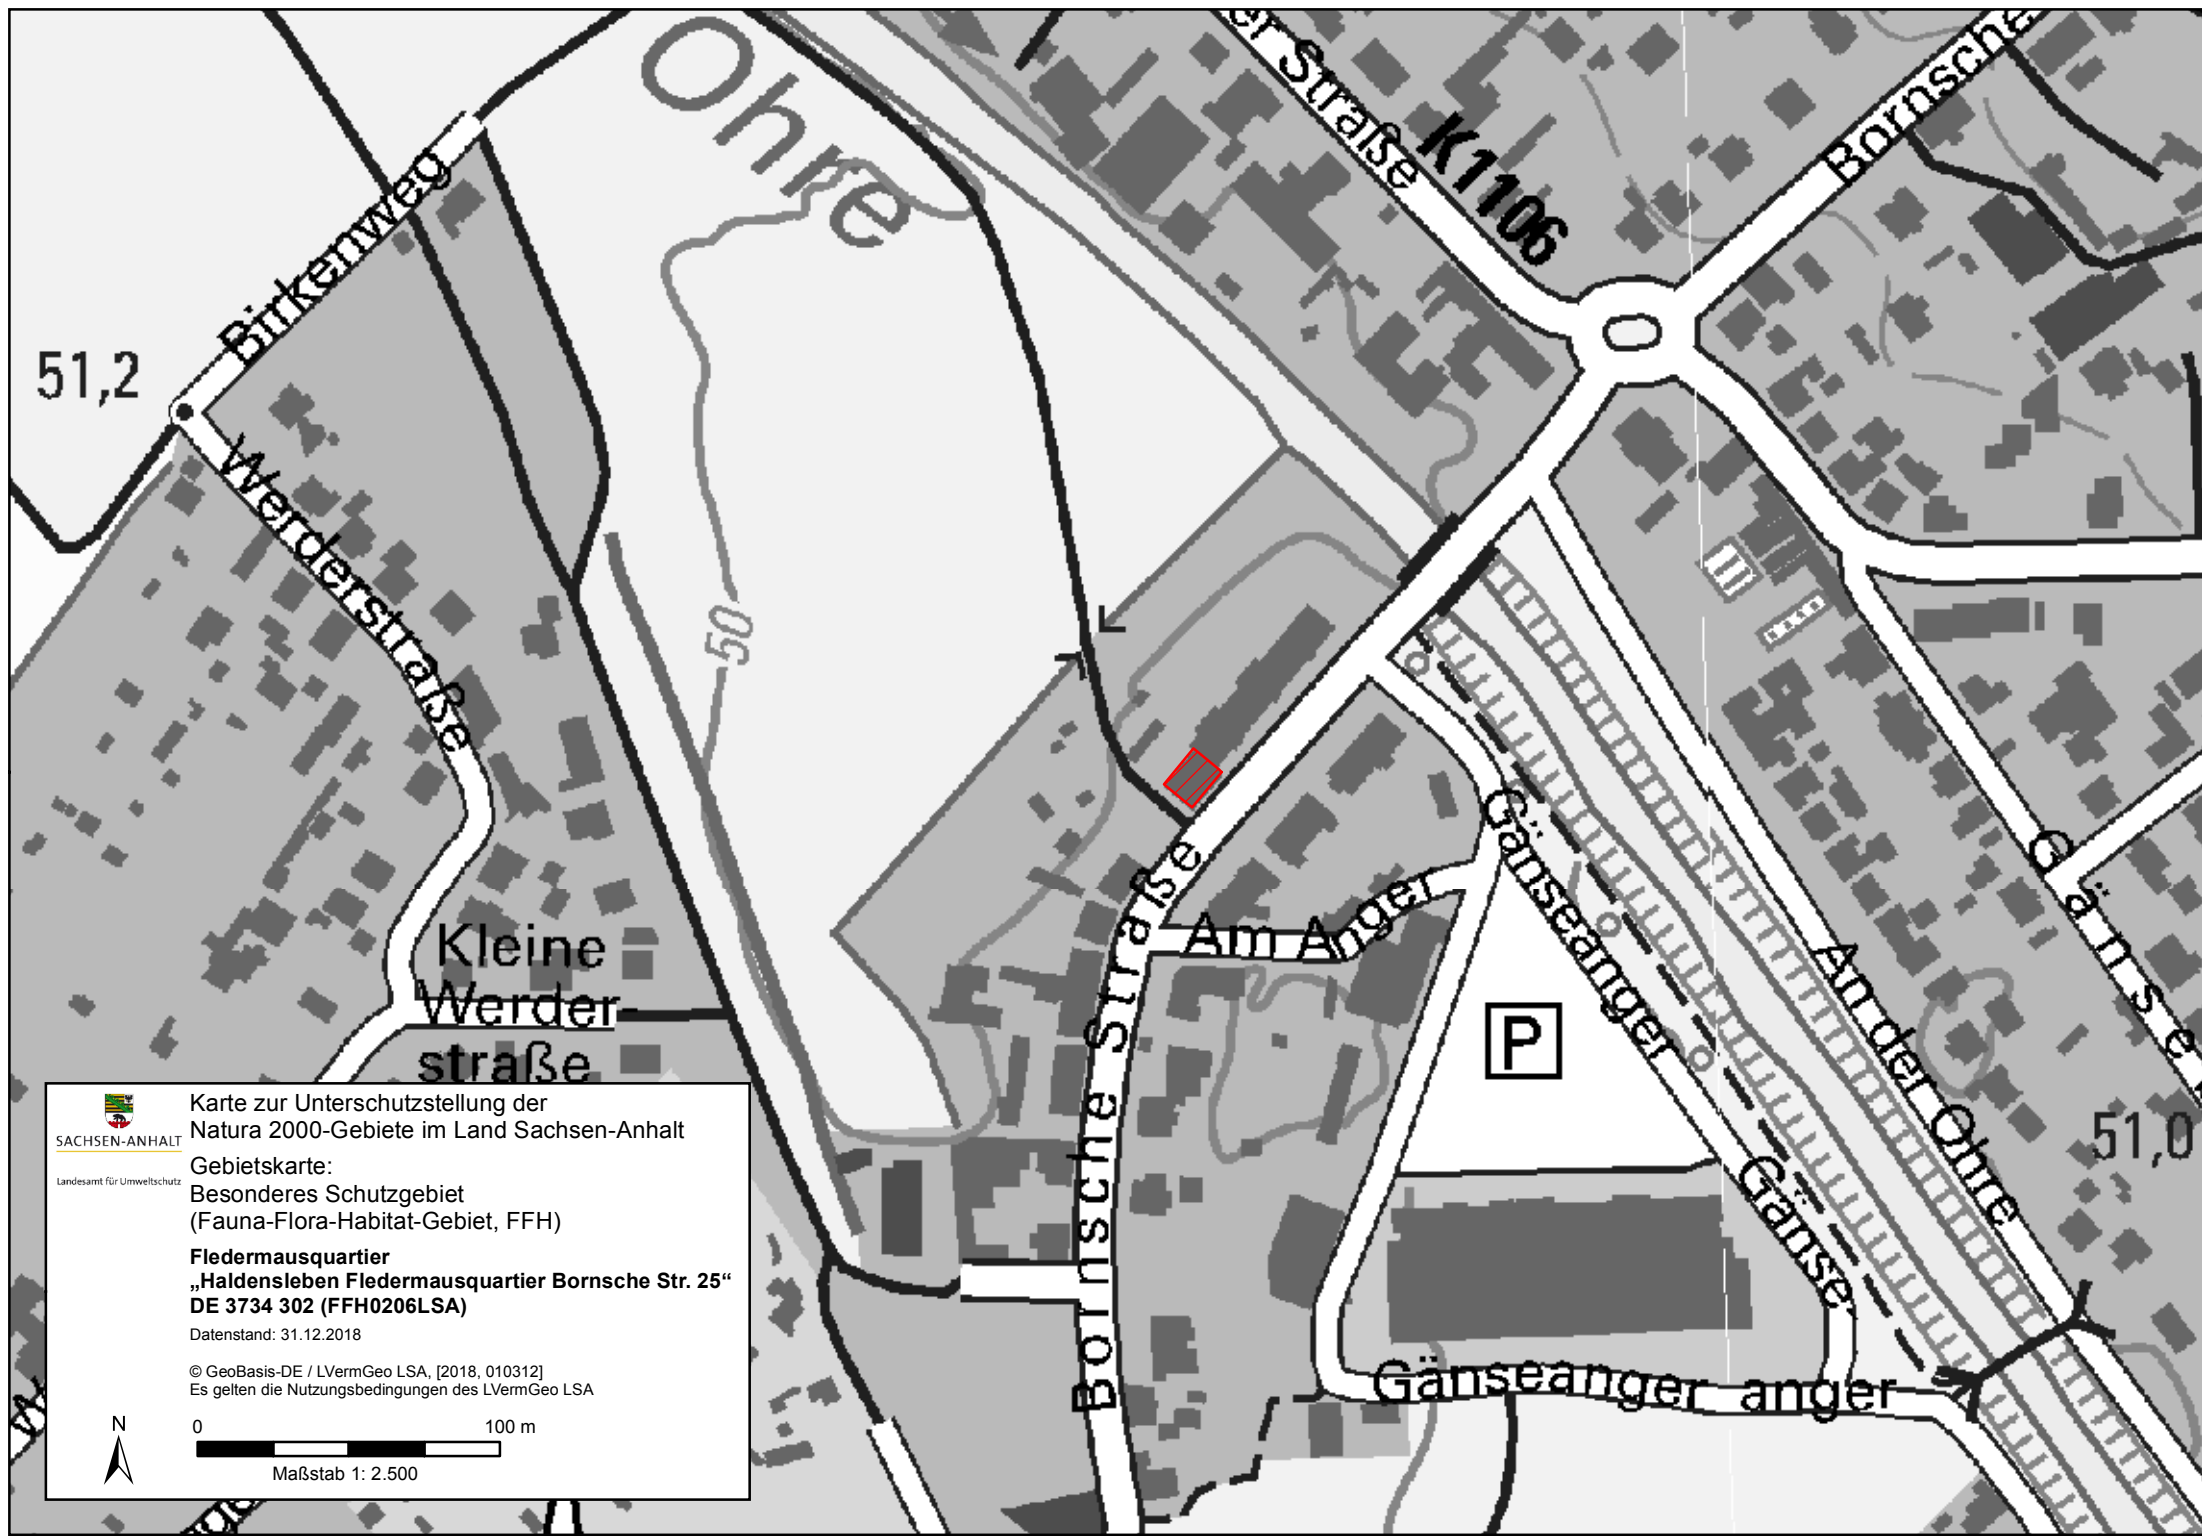 Ohre
er Straße
K1106
Bornsche
Birkenweg
51,2
Werderstraße
50
Kleine
Werder-
straße
Bornsche Straße
Am Anger
Gänseanger
Gänse-
anger
Gänseanger
An der Ohre
Gänse
51,0
P
SACHSEN-ANHALT
Landesamt für Umweltschutz
Karte zur Unterschutzstellung der
Natura 2000-Gebiete im Land Sachsen-Anhalt
Gebietskarte:
Besonderes Schutzgebiet
(Fauna-Flora-Habitat-Gebiet, FFH)
Fledermausquartier
„Haldensleben Fledermausquartier Bornsche Str. 25“
DE 3734 302 (FFH0206LSA)
Datenstand: 31.12.2018
© GeoBasis-DE / LVermGeo LSA, [2018, 010312]
Es gelten die Nutzungsbedingungen des LVermGeo LSA
N
0 100 m
Maßstab 1: 2.500